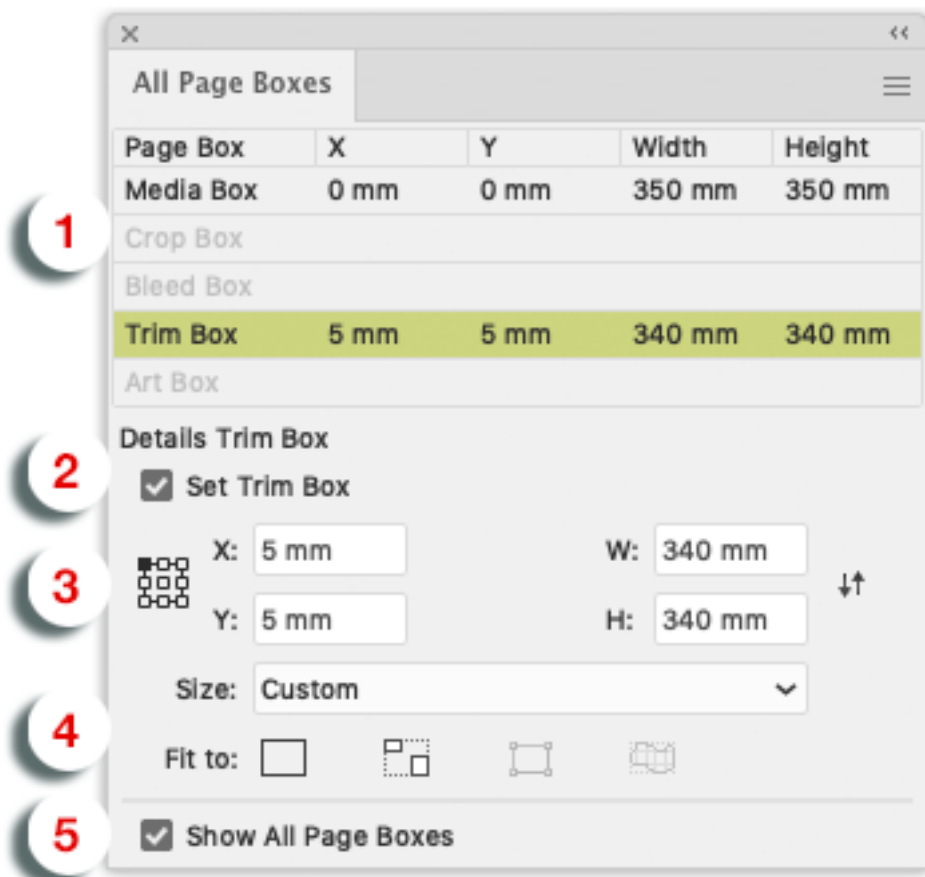 All Page Boxes
Page Box X Y Width Height
Media Box 0 mm 0 mm 350 mm 350 mm
1
Crop Box
Bleed Box
Trim Box 5 mm 5 mm 340 mm 340 mm
Art Box
Details Trim Box
2
Set Trim Box
X: 5 mm W: 340 mm
3
Y: 5 mm H: 340 mm
Size: Custom
4
Fit to:
5 Show All Page Boxes